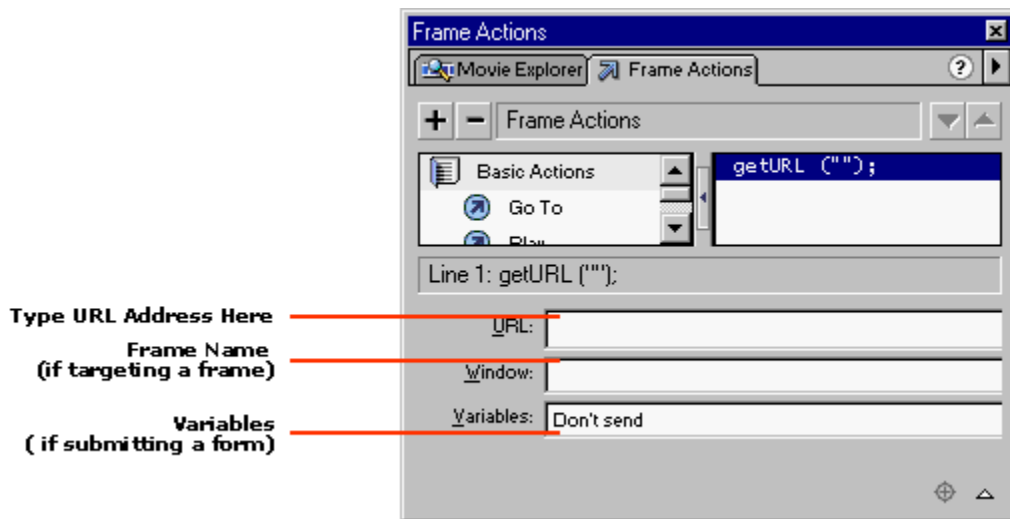 Frame Actions
Movie Explorer
Frame Actions
?
+ - Frame Actions
Basic Actions
Go To
Play
getURL ("");
Line 1: getURL ("");
Type URL Address Here
URL:
Frame Name
(if targeting a frame)
Window:
Variables
( if submitting a form)
Variables: Don't send